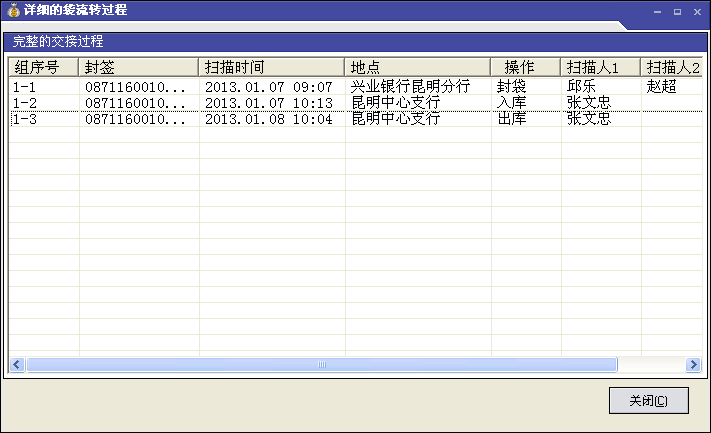 详细的袋流转过程
完整的交接过程
组序号 封签 扫描时间 地点 操作 扫描人1 扫描人2
1-1 0871160010... 2013.01.07 09:07 兴业银行昆明分行 封袋 邱乐 赵超
1-2 0871160010... 2013.01.07 10:13 昆明中心支行 入库 张文忠
1-3 0871160010... 2013.01.08 10:04 昆明中心支行 出库 张文忠
关闭(C)